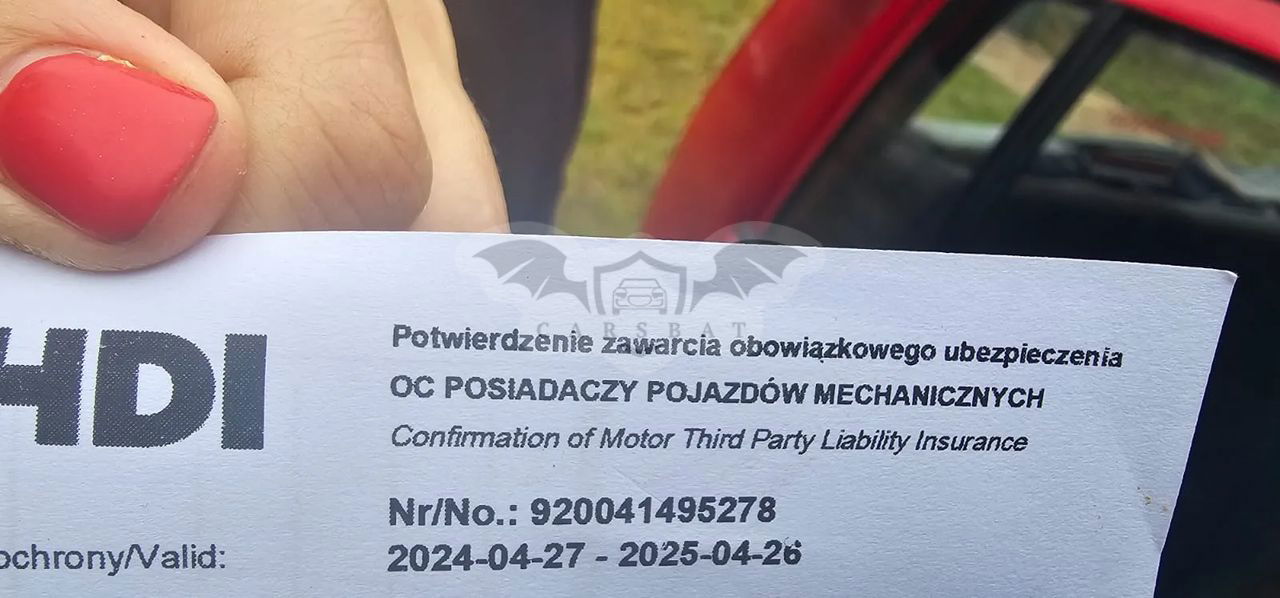 CARSBAT
Potwierdzenie zawarcia obowiązkowego ubezpieczenia
HDI
OC POSIADACZY POJAZDÓW MECHANICZNYCH
Confirmation of Motor Third Party Liability Insurance
Nr/No.: 920041495278
ochrony/Valid: 2024-04-27 - 2025-04-26